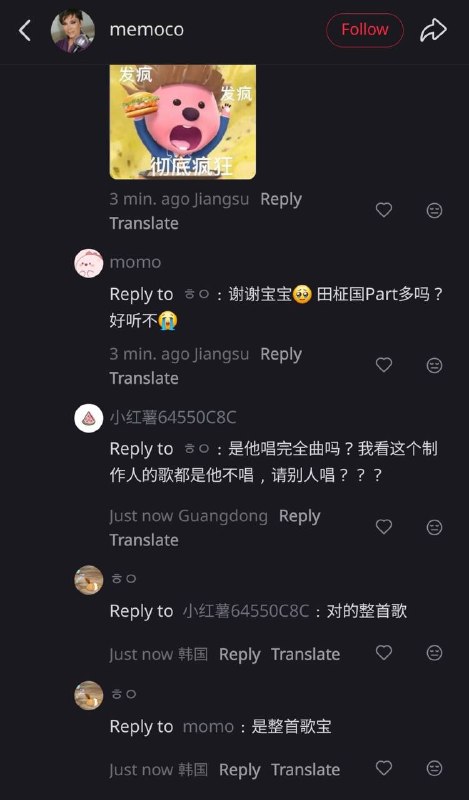 memoco
Follow
发疯
发疯
彻底疯狂
3 min. ago Jiangsu Reply
Translate
momo
Reply to ㅎㅇ：谢谢宝宝🥺 田柾国Part多吗？
好听不😭
3 min. ago Jiangsu Reply
Translate
小红薯64550C8C
Reply to ㅎㅇ：是他唱完全曲吗？我看这个制
作人的歌都是他不唱，请别人唱？？？
Just now Guangdong Reply
Translate
ㅎㅇ
Reply to 小红薯64550C8C：对的整首歌
Just now 韩国 Reply Translate
ㅎㅇ
Reply to momo：是整首歌宝
Just now 韩国 Reply Translate